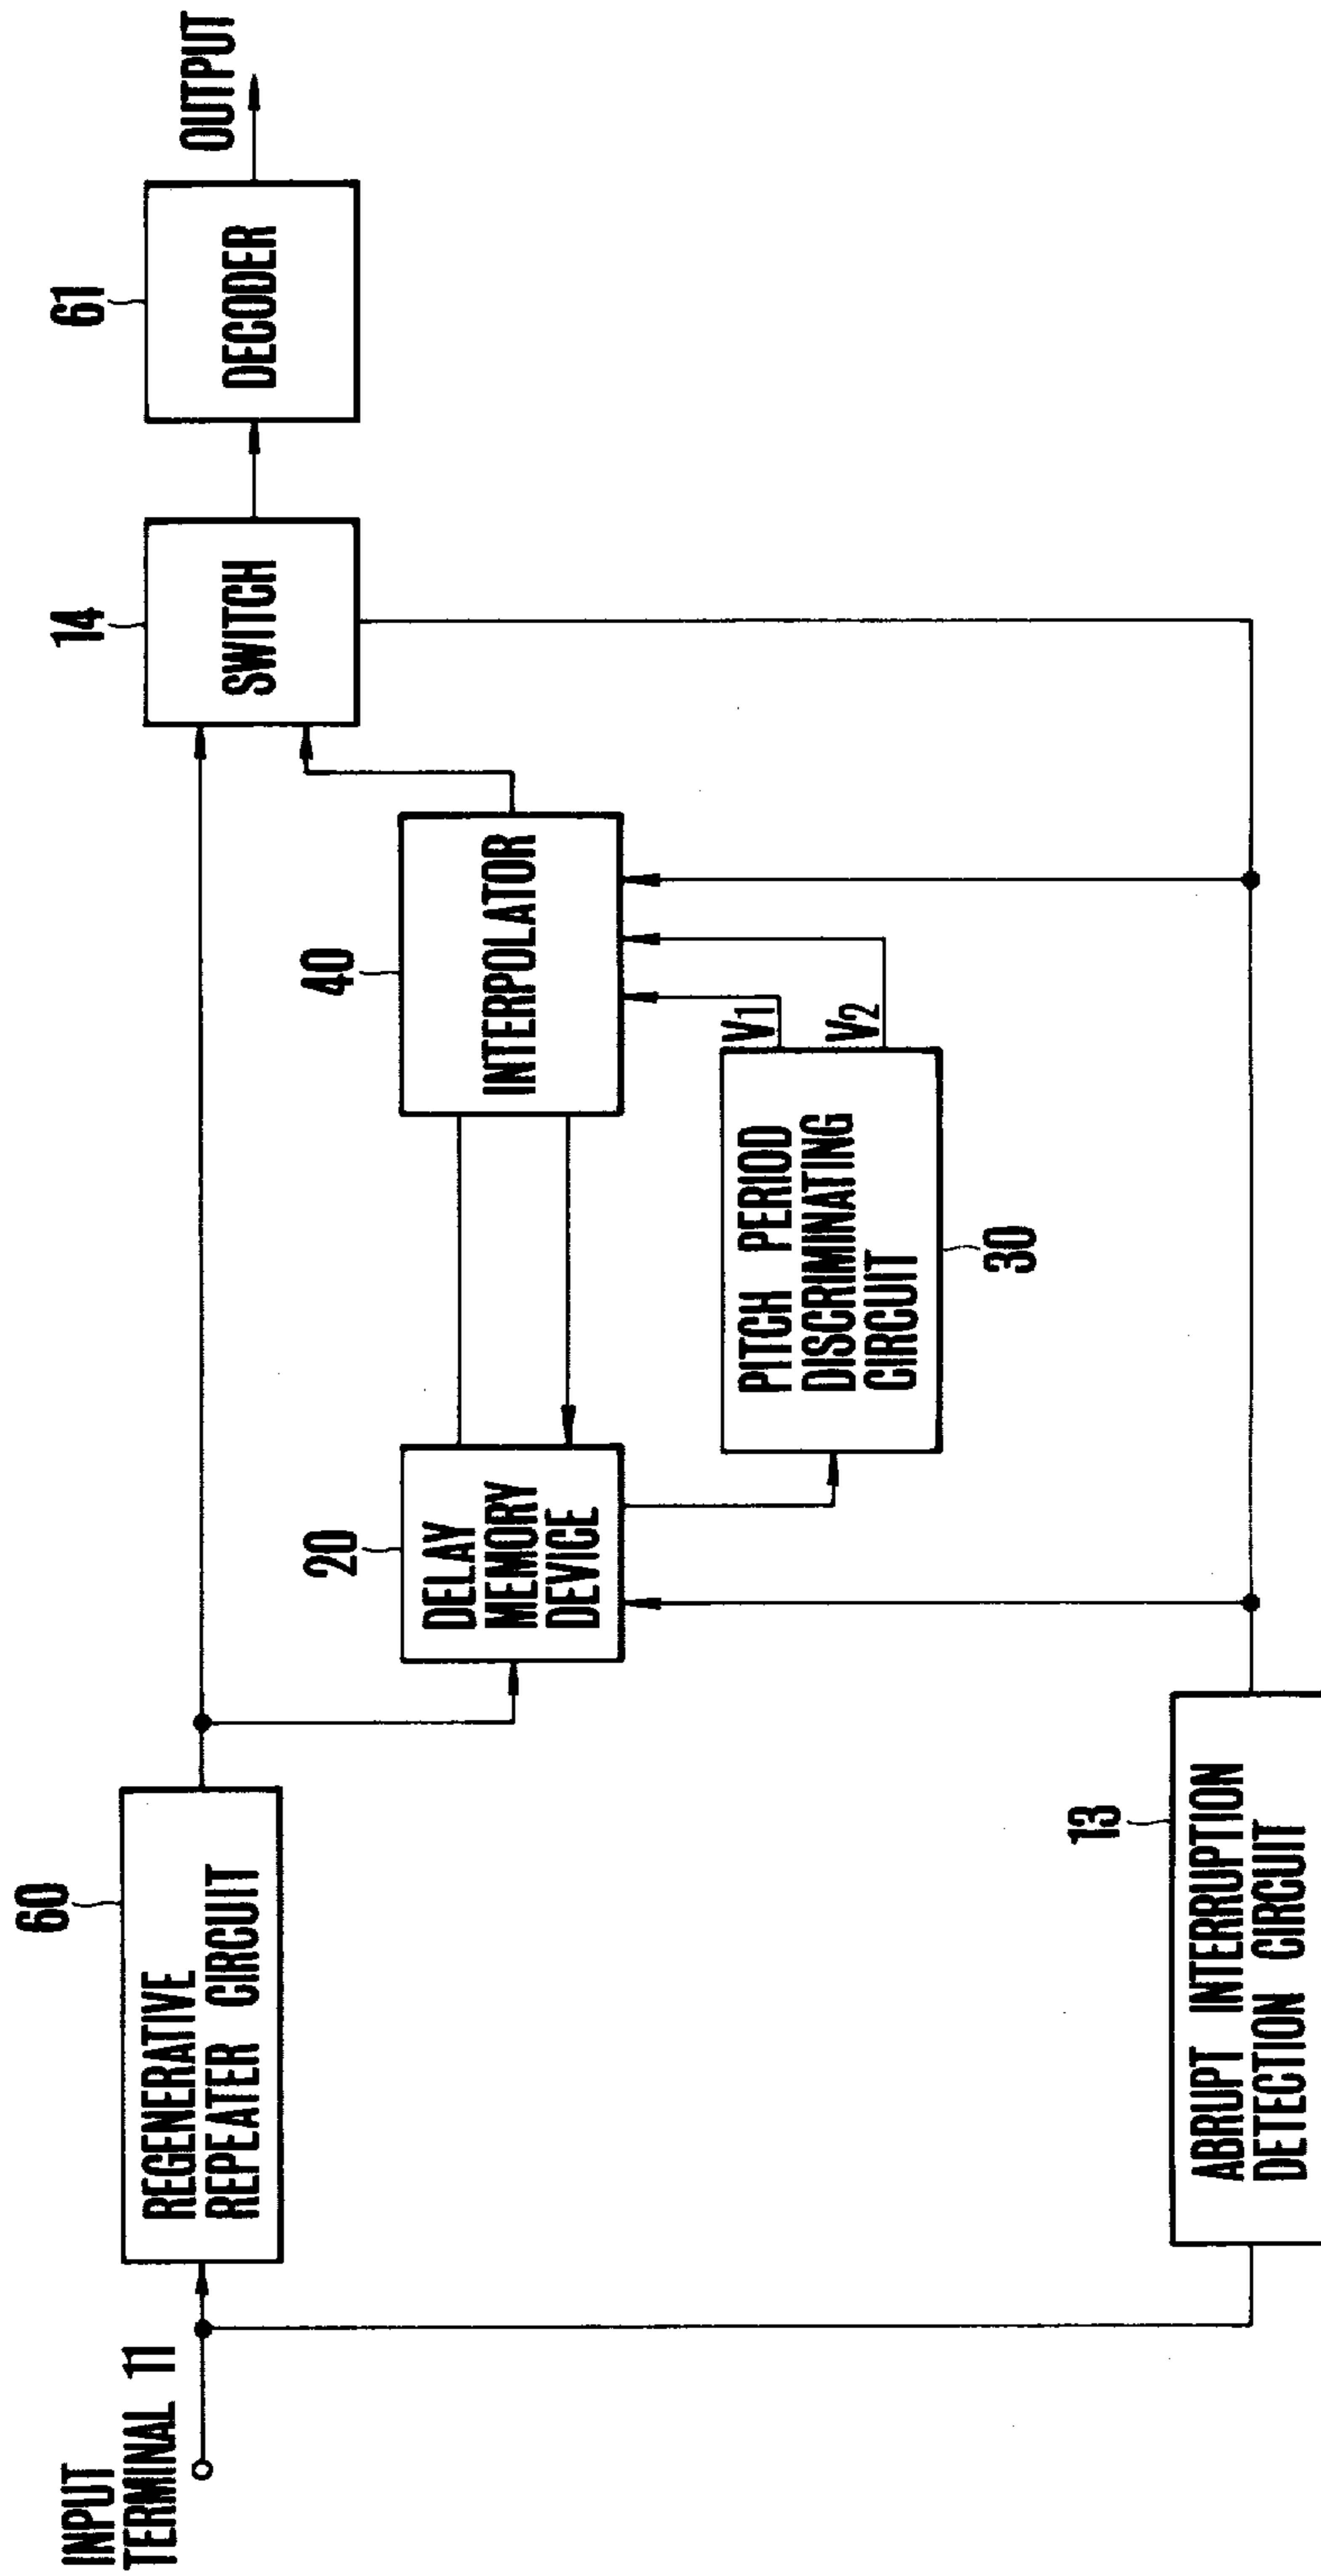 INPUT
TERMINAL 11
60
REGENERATIVE
REPEATER CIRCUIT
14
SWITCH
61
DECODER
OUTPUT
20
DELAY
MEMORY
DEVICE
40
INTERPOLATOR
PITCH PERIOD
DISCRIMINATING
CIRCUIT
V1
V2
30
13
ABRUPT INTERRUPTION
DETECTION CIRCUIT